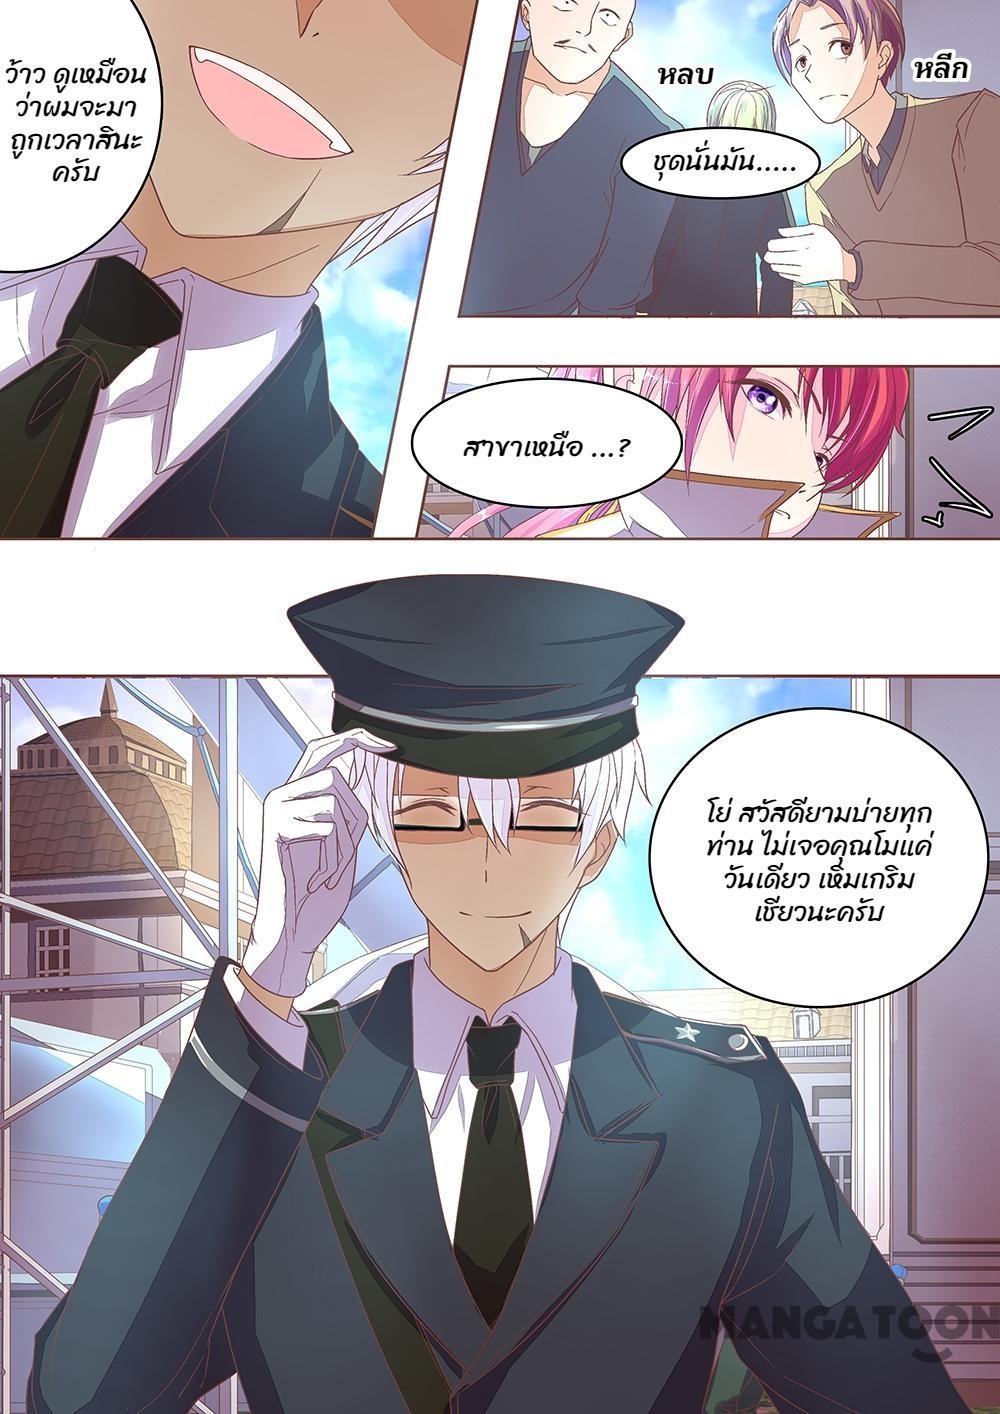 ว้าว ดูเหมือน
ว่าผมจะมา
ถูกเวลาสินะ
ครับ
หลบ
หลีก
ชุดนั่นมัน.....
สาขาเหนือ ...?
โย่ สวัสดียามบ่ายทุก
ท่าน ไม่เจอคุณโมแค่
วันเดียว เหิมเกริม
เชียวนะครับ
MANGATOON